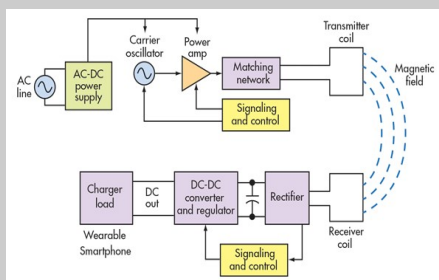 Transmitter
coil
Carrier
oscillator
Power
amp
Matching
network
Magnetic
field
AC
line
AC-DC
power
supply
Signaling
and control
Charger
load
DC
out
DC-DC
converter
and regulator
Rectifier
Wearable
Smartphone
Receiver
coil
Signaling
and control